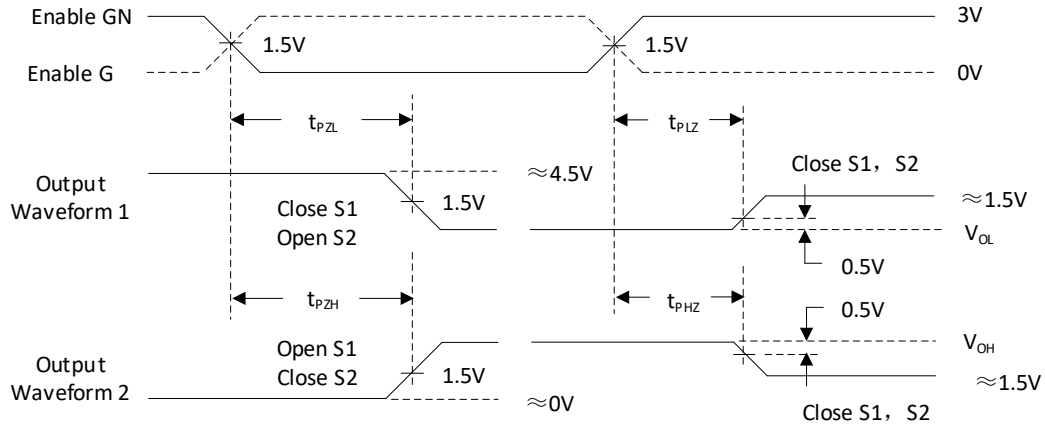 Enable GN
1.5V
1.5V
3V
Enable G
0V
tPZL
tPLZ
Output
Waveform 1
≈4.5V
1.5V
Close S1
Open S2
Close S1， S2
≈1.5V
VOL
0.5V
tPZH
tPHZ
0.5V
Output
Waveform 2
Open S1
Close S2
1.5V
≈0V
VOH
≈1.5V
Close S1， S2